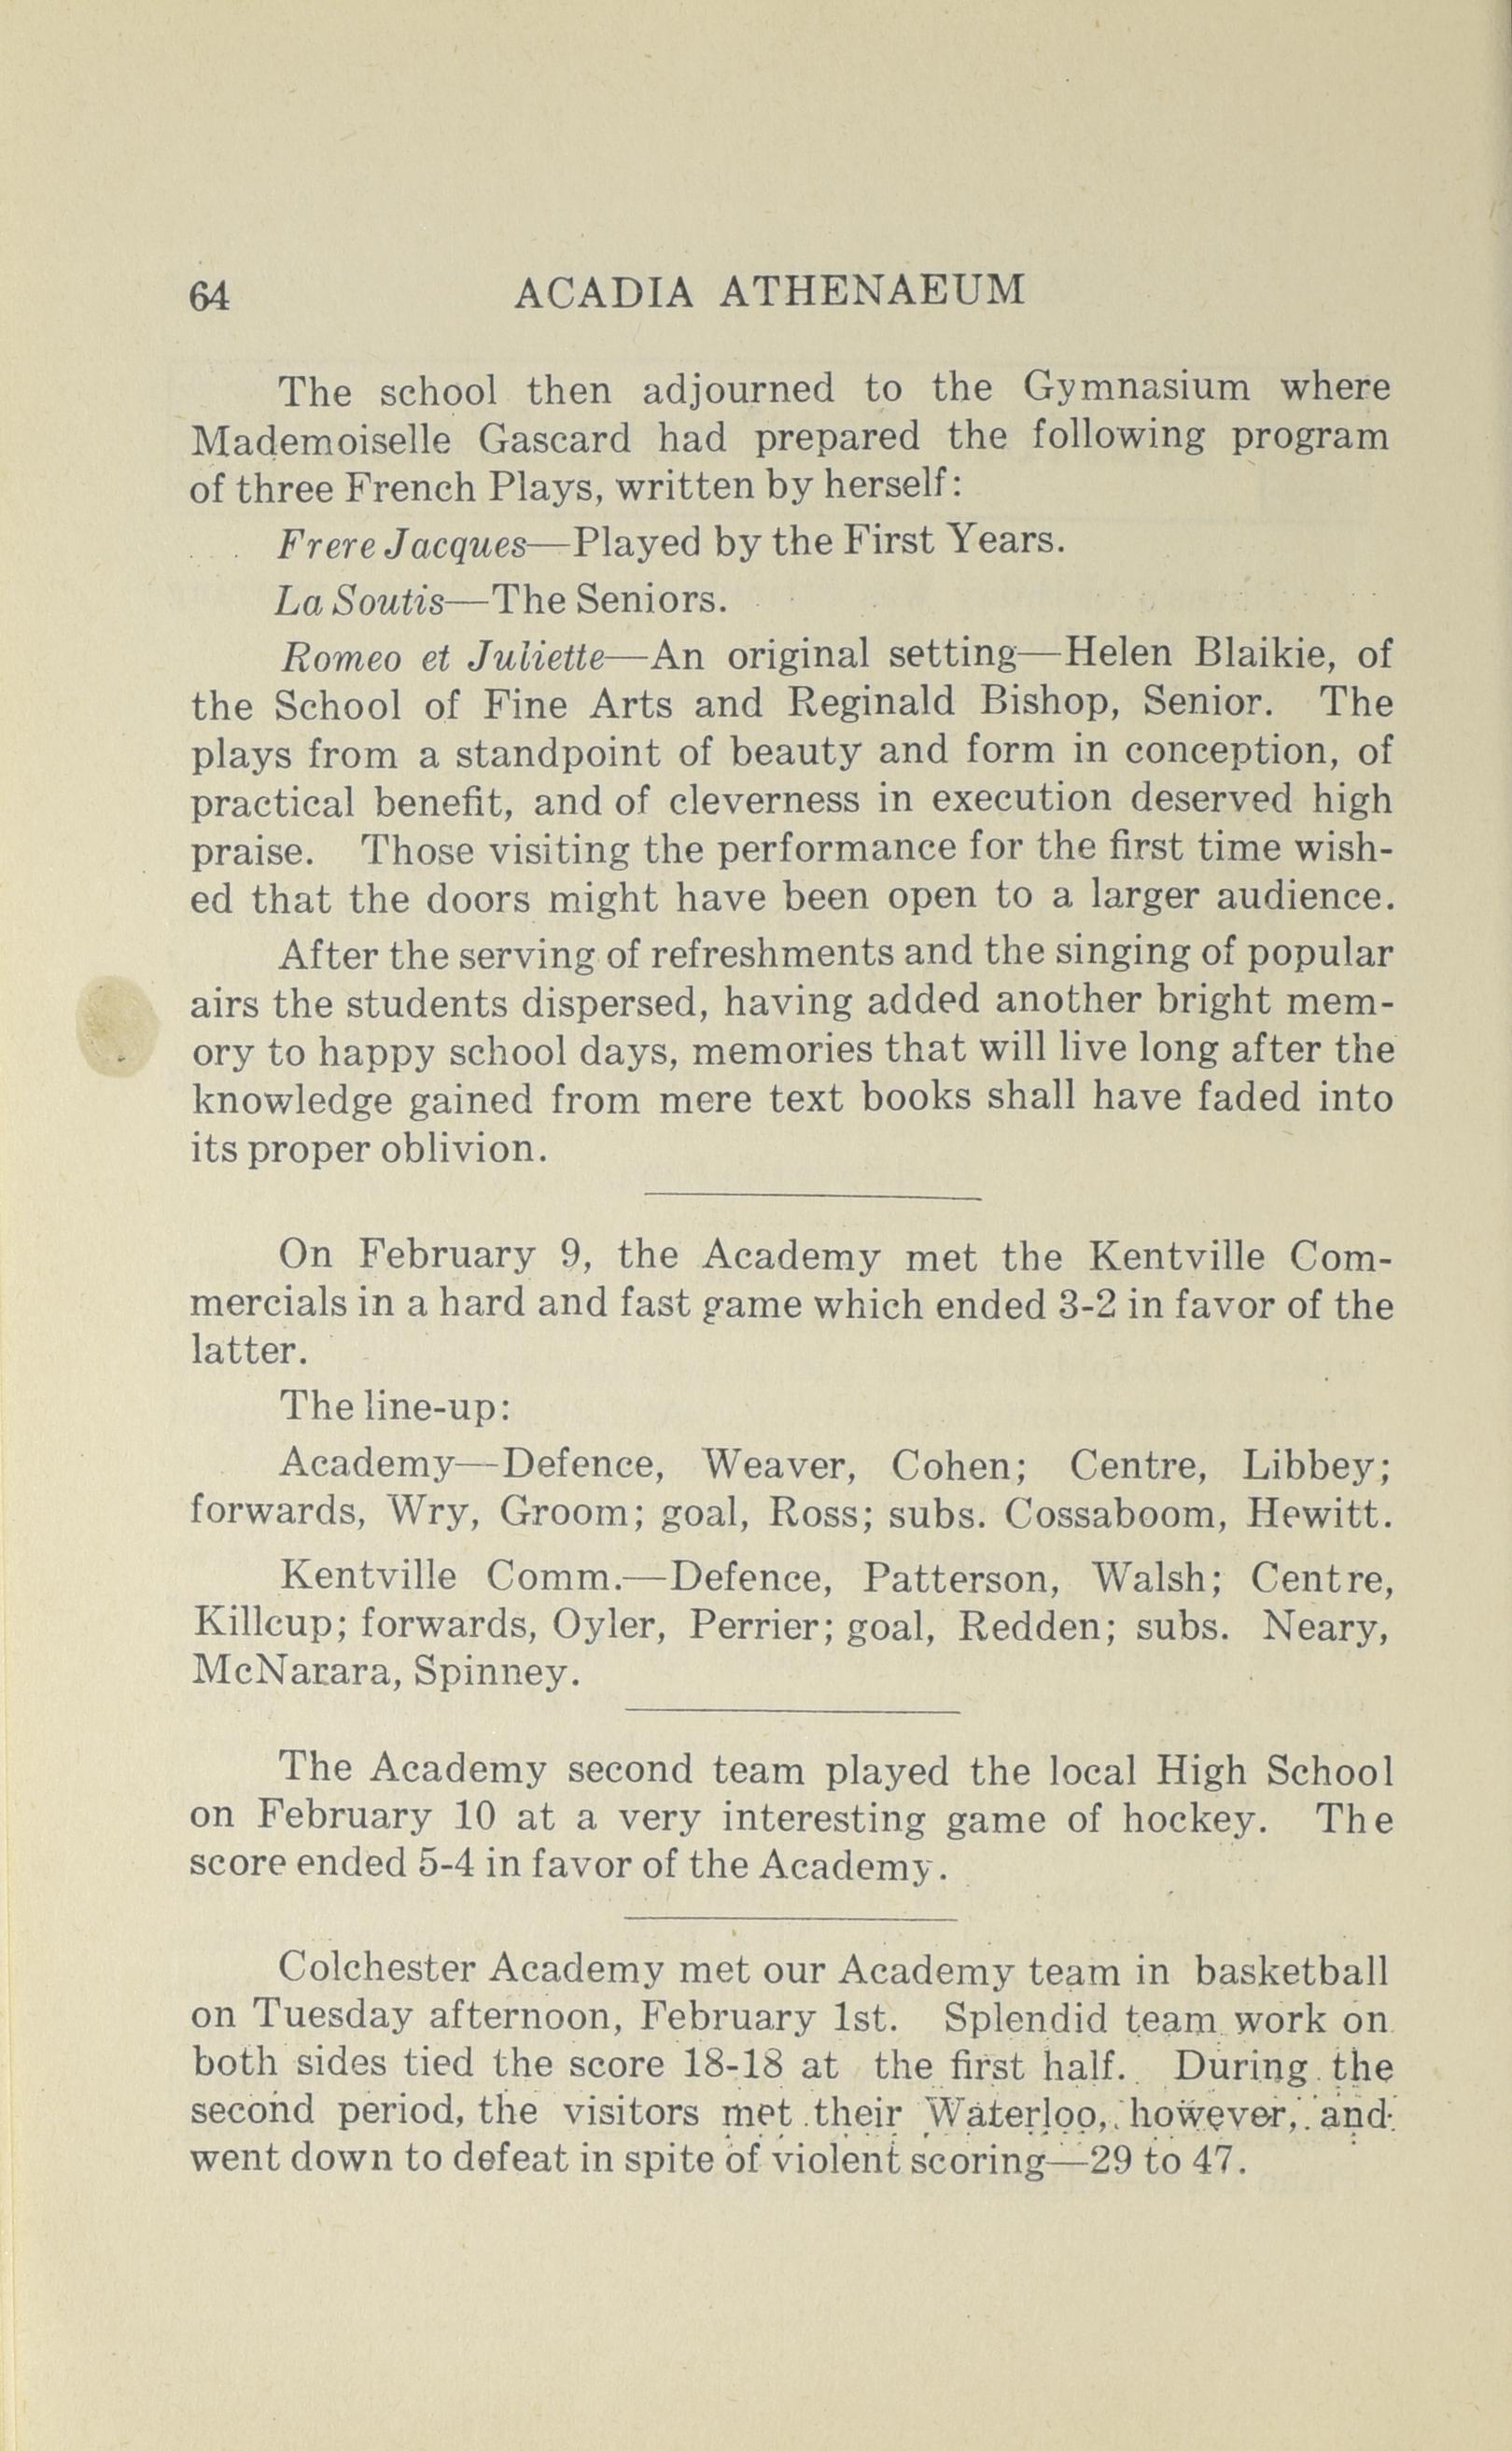 64 ACADIA ATHENAEUM
The school then adjourned to the Gymnasium where
Mademoiselle Gascard had prepared the following program
of three French Plays, written by herself:
Frere Jacques—Played by the First Years.
La Soutis—The Seniors.
Romeo et Juliette—An original setting—Helen Blaikie, of
the School of Fine Arts and Reginald Bishop, Senior. The
plays from a standpoint of beauty and form in conception, of
practical benefit, and of cleverness in execution deserved high
praise. Those visiting the performance for the first time wish-
ed that the doors might have been open to a larger audience.
After the serving of refreshments and the singing of popular
airs the students dispersed, having added another bright mem-
ory to happy school days, memories that will live long after the
knowledge gained from mere text books shall have faded into
its proper oblivion.
On February 9, the Academy met the Kentville Com-
mercials in a hard and fast game which ended 3-2 in favor of the
latter.
The line-up:
Academy—Defence, Weaver, Cohen; Centre, Libbey;
forwards, Wry, Groom; goal, Ross; subs. Cossaboom, Hewitt.
Kentville Comm.—Defence, Patterson, Walsh; Centre,
Killcup; forwards, Oyler, Perrier; goal, Redden; subs. Neary,
McNarara, Spinney.
The Academy second team played the local High School
on February 10 at a very interesting game of hockey. The
score ended 5-4 in favor of the Academy.
Colchester Academy met our Academy team in basketball
on Tuesday afternoon, February 1st. Splendid team work on
both sides tied the score 18-18 at the first half. During the
second period, the visitors met their Waterloo, however, and
went down to defeat in spite of violent scoring—29 to 47.